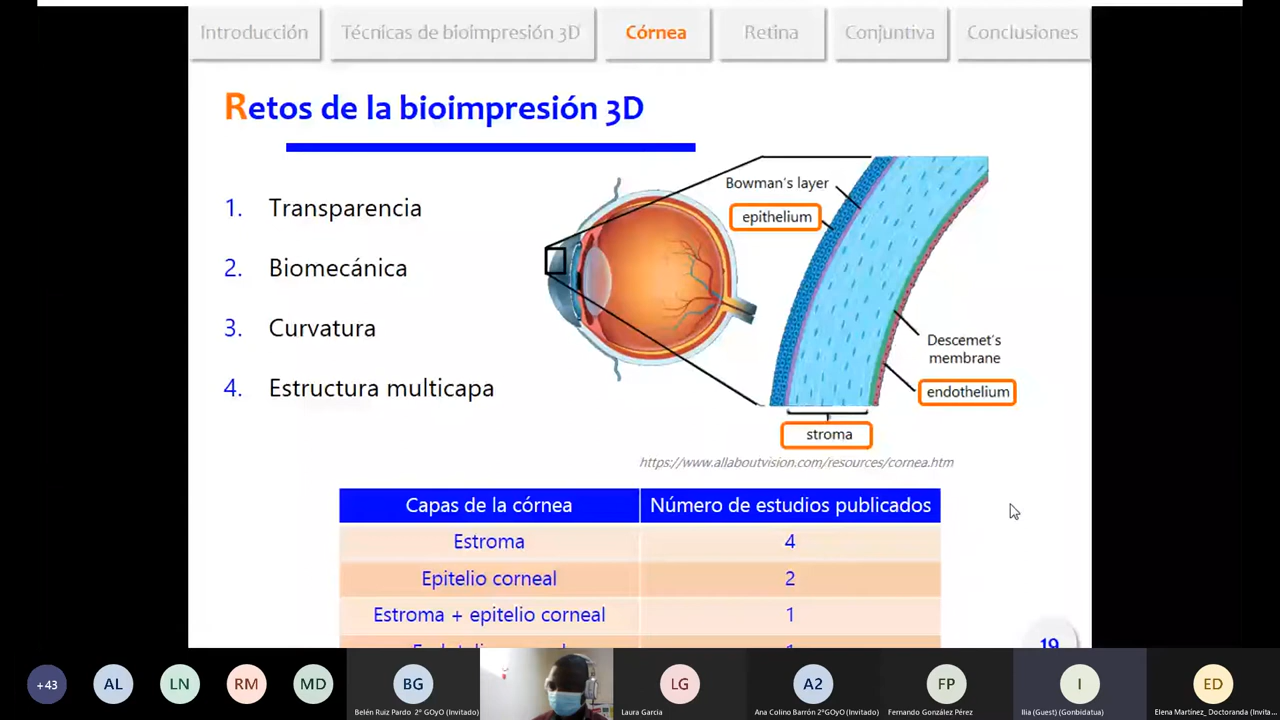 Introducción
Técnicas de bioimpresión 3D
Córnea
Retina
Conjuntiva
Conclusiones
Retos de la bioimpresión 3D
1. Transparencia
2. Biomecánica
3. Curvatura
4. Estructura multicapa
Bowman's layer
epithelium
Descemet's
membrane
endothelium
stroma
https://www.allaboutvision.com/resources/cornea.htm
Capas de la córnea Número de estudios publicados
Estroma 4
Epitelio corneal 2
Estroma + epitelio corneal 1
19
+43
AL
LN
RM
MD
BG
LG
A2
FP
I
ED
Belén Ruiz Pardo 2º GOyO (Invitado)
Laura Garcia
Ana Colino Barrón 2ºGOyO (Invitado)
Fernando González Pérez
Ilia (Guest) (Gonbidatua)
Elena Martínez_Doctoranda (Invita...